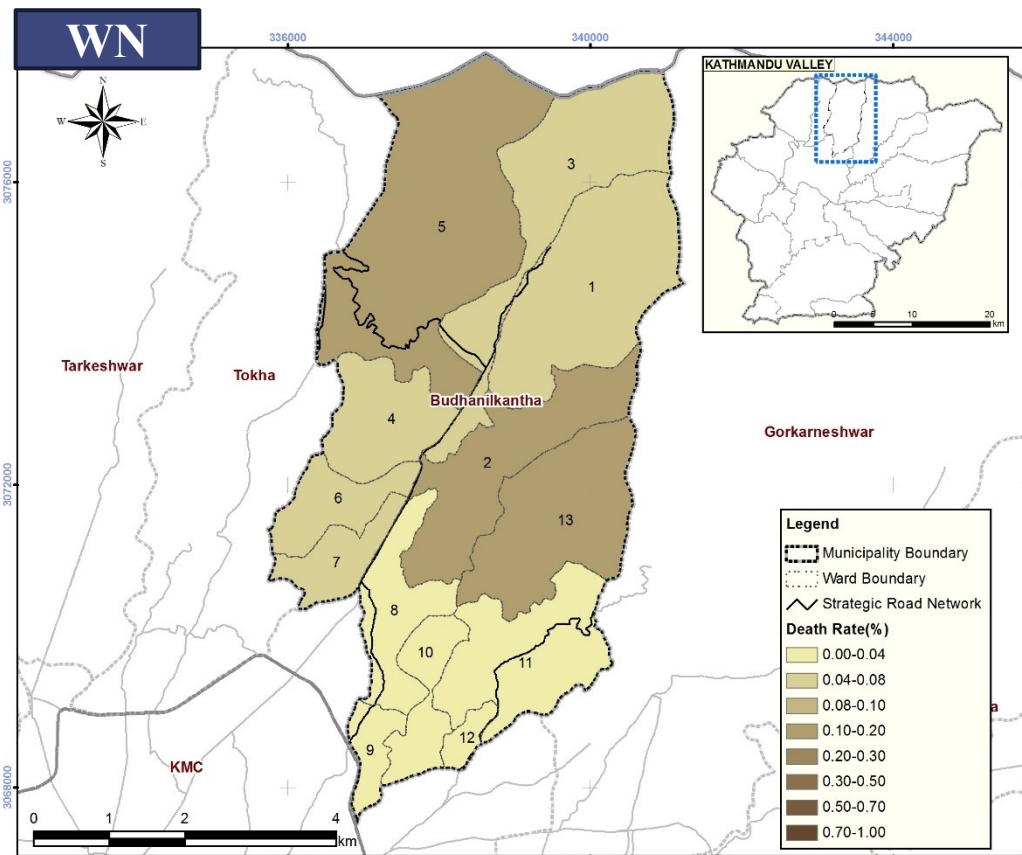 WN
336000
340000
344000
N
W
E
S
KATHMANDU VALLEY
0
5
10
20
km
3076000
3072000
3068000
3
5
1
Tarkeshwar
Tokha
Budhanilkantha
Gorkarneshwar
4
2
6
13
7
8
10
11
12
9
KMC
a
0
1
2
4
km
Legend
Municipality Boundary
Ward Boundary
Strategic Road Network
Death Rate(%)
0.00-0.04
0.04-0.08
0.08-0.10
0.10-0.20
0.20-0.30
0.30-0.50
0.50-0.70
0.70-1.00